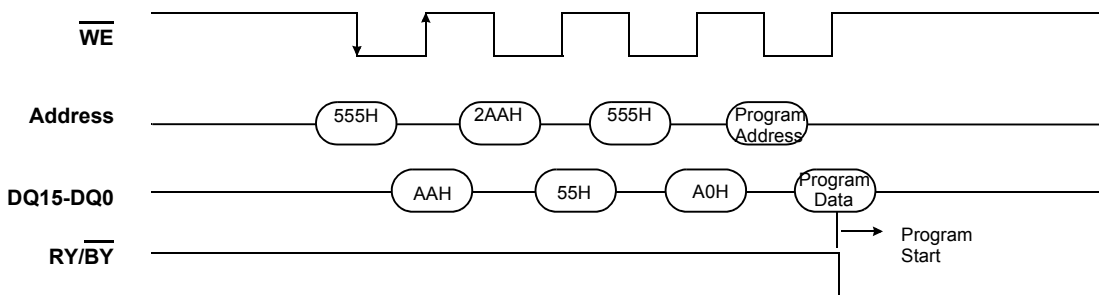 WE
Address
555H
2AAH
555H
Program
Address
DQ15-DQ0
AAH
55H
A0H
Program
Data
RY/BY
Program
Start